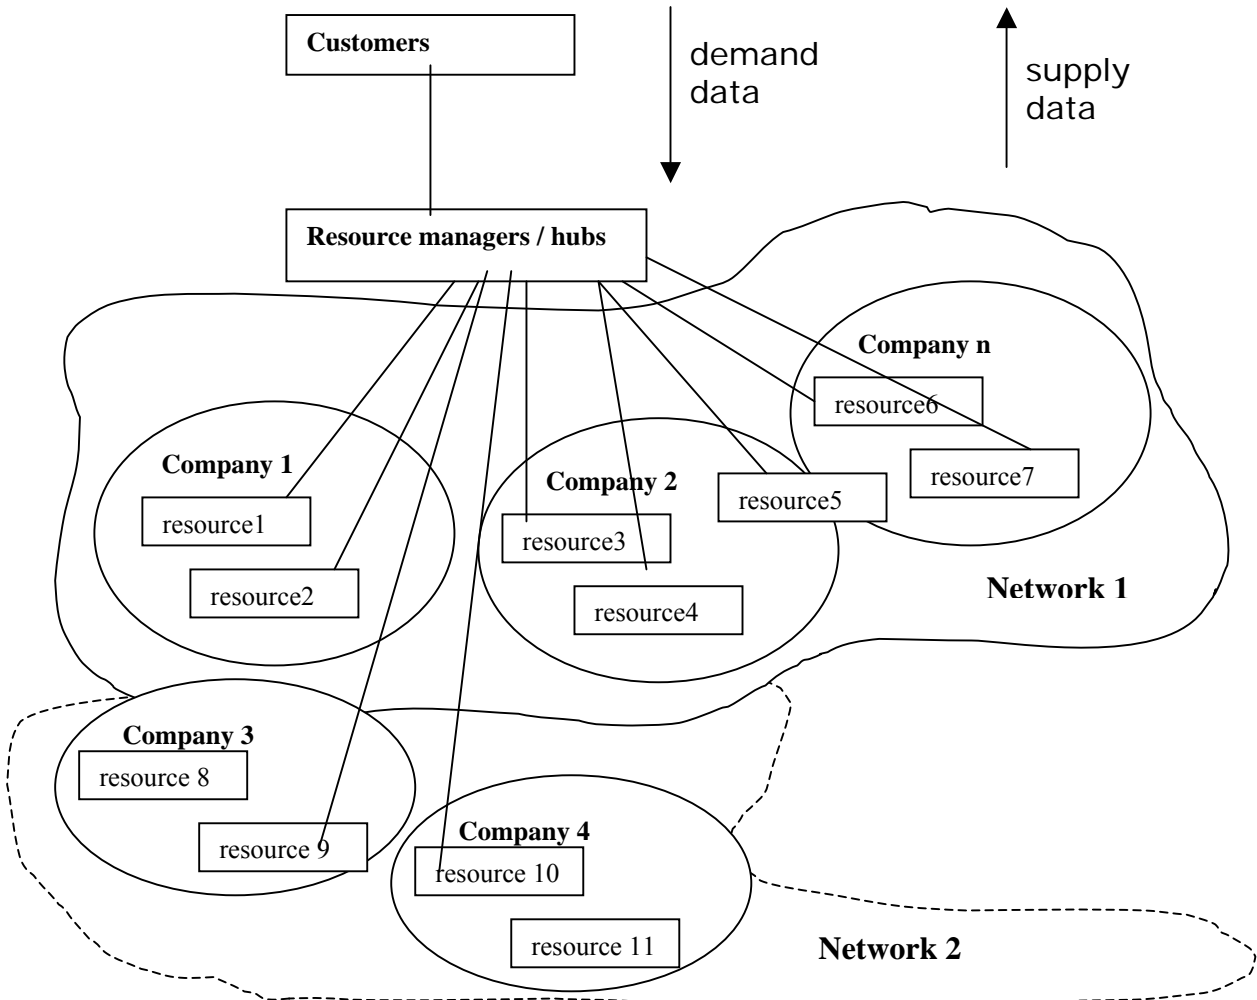 Customers
demand
data
supply
data
Resource managers / hubs
Company n
resource6
resource7
Company 1
resource1
resource2
Company 2
resource3
resource4
resource5
Network 1
Company 3
resource 8
resource 9
Company 4
resource 10
resource 11
Network 2